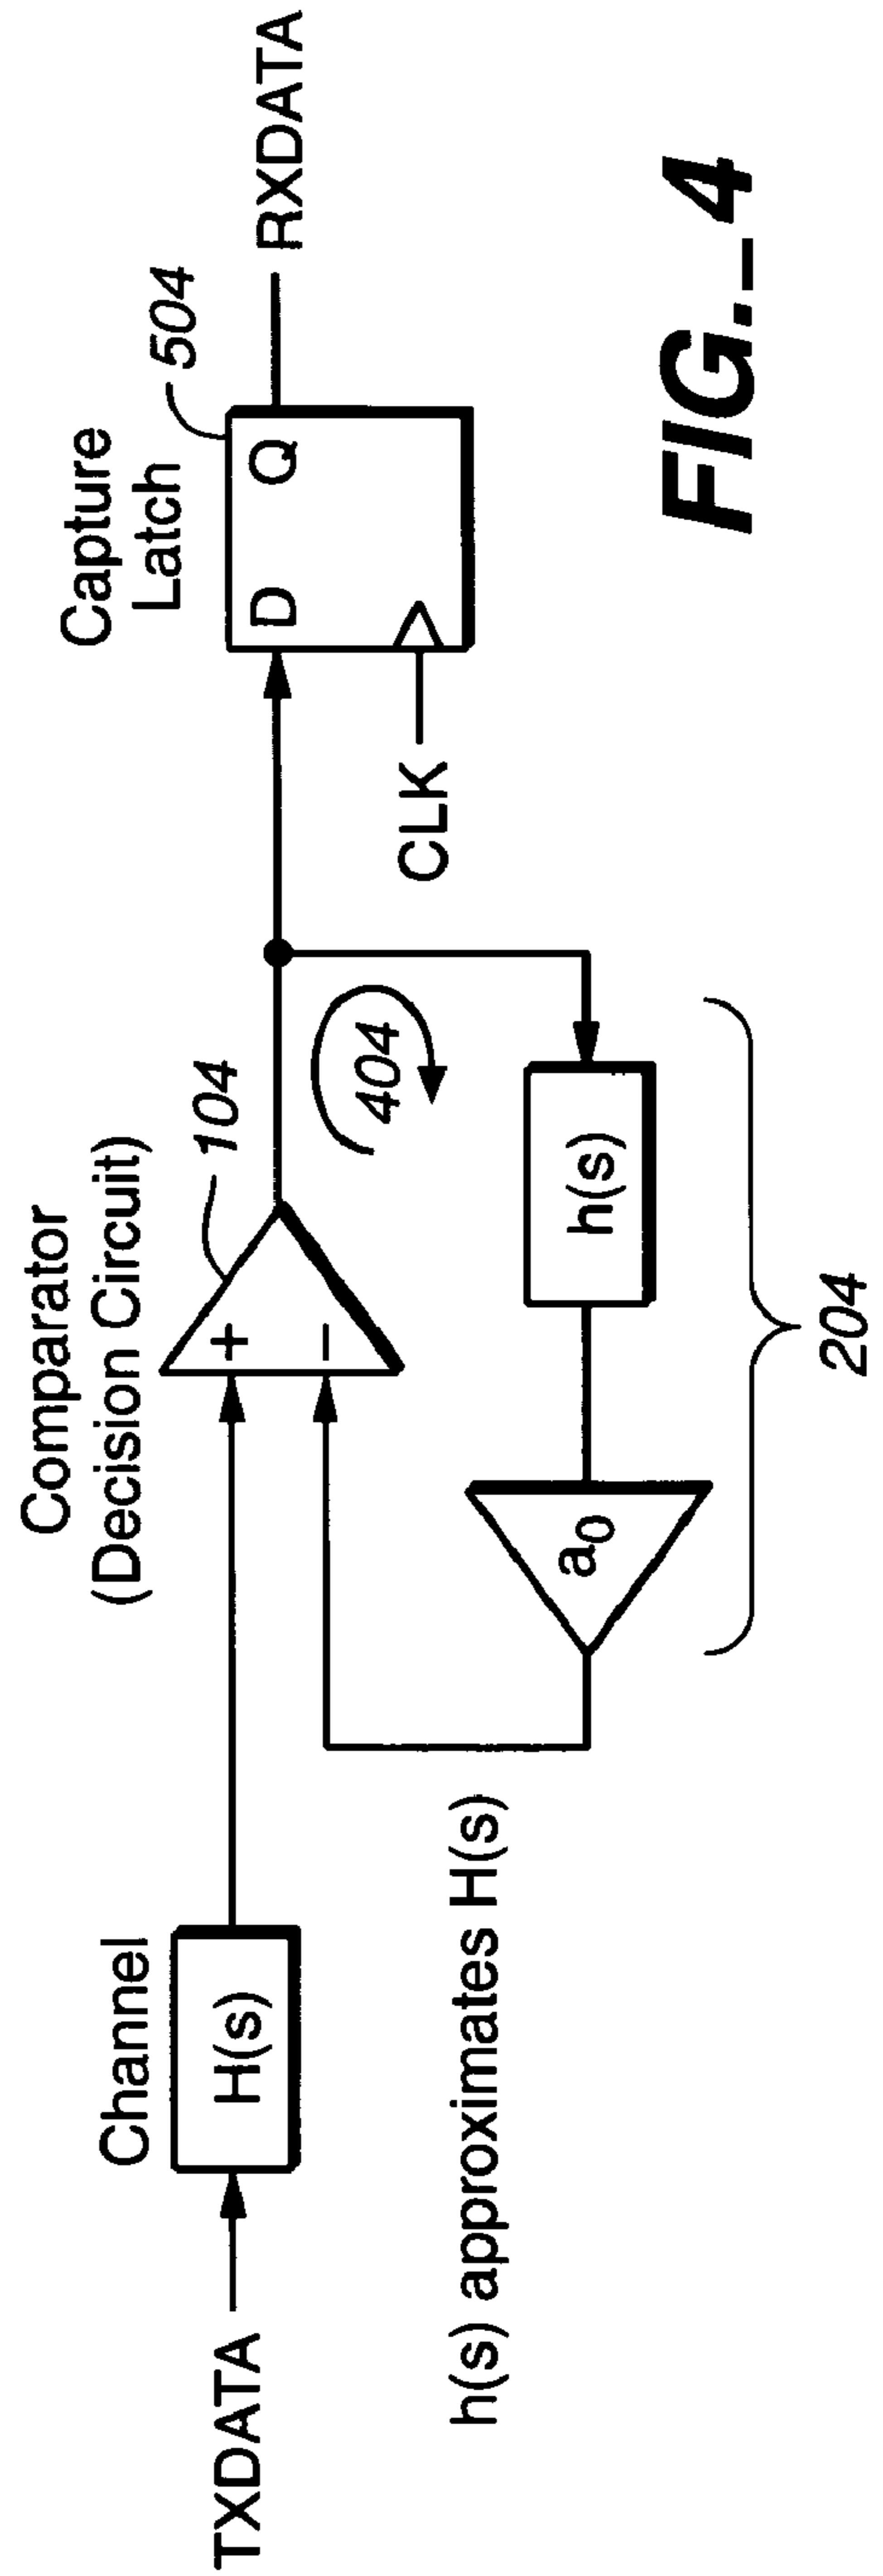 TXDATA
Channel
H(s)
h(s) approximates H(s)
Comparator
(Decision Circuit)
104
+
−
404
a0
h(s)
204
Capture
Latch
504
D
Q
CLK
RXDATA
FIG._4